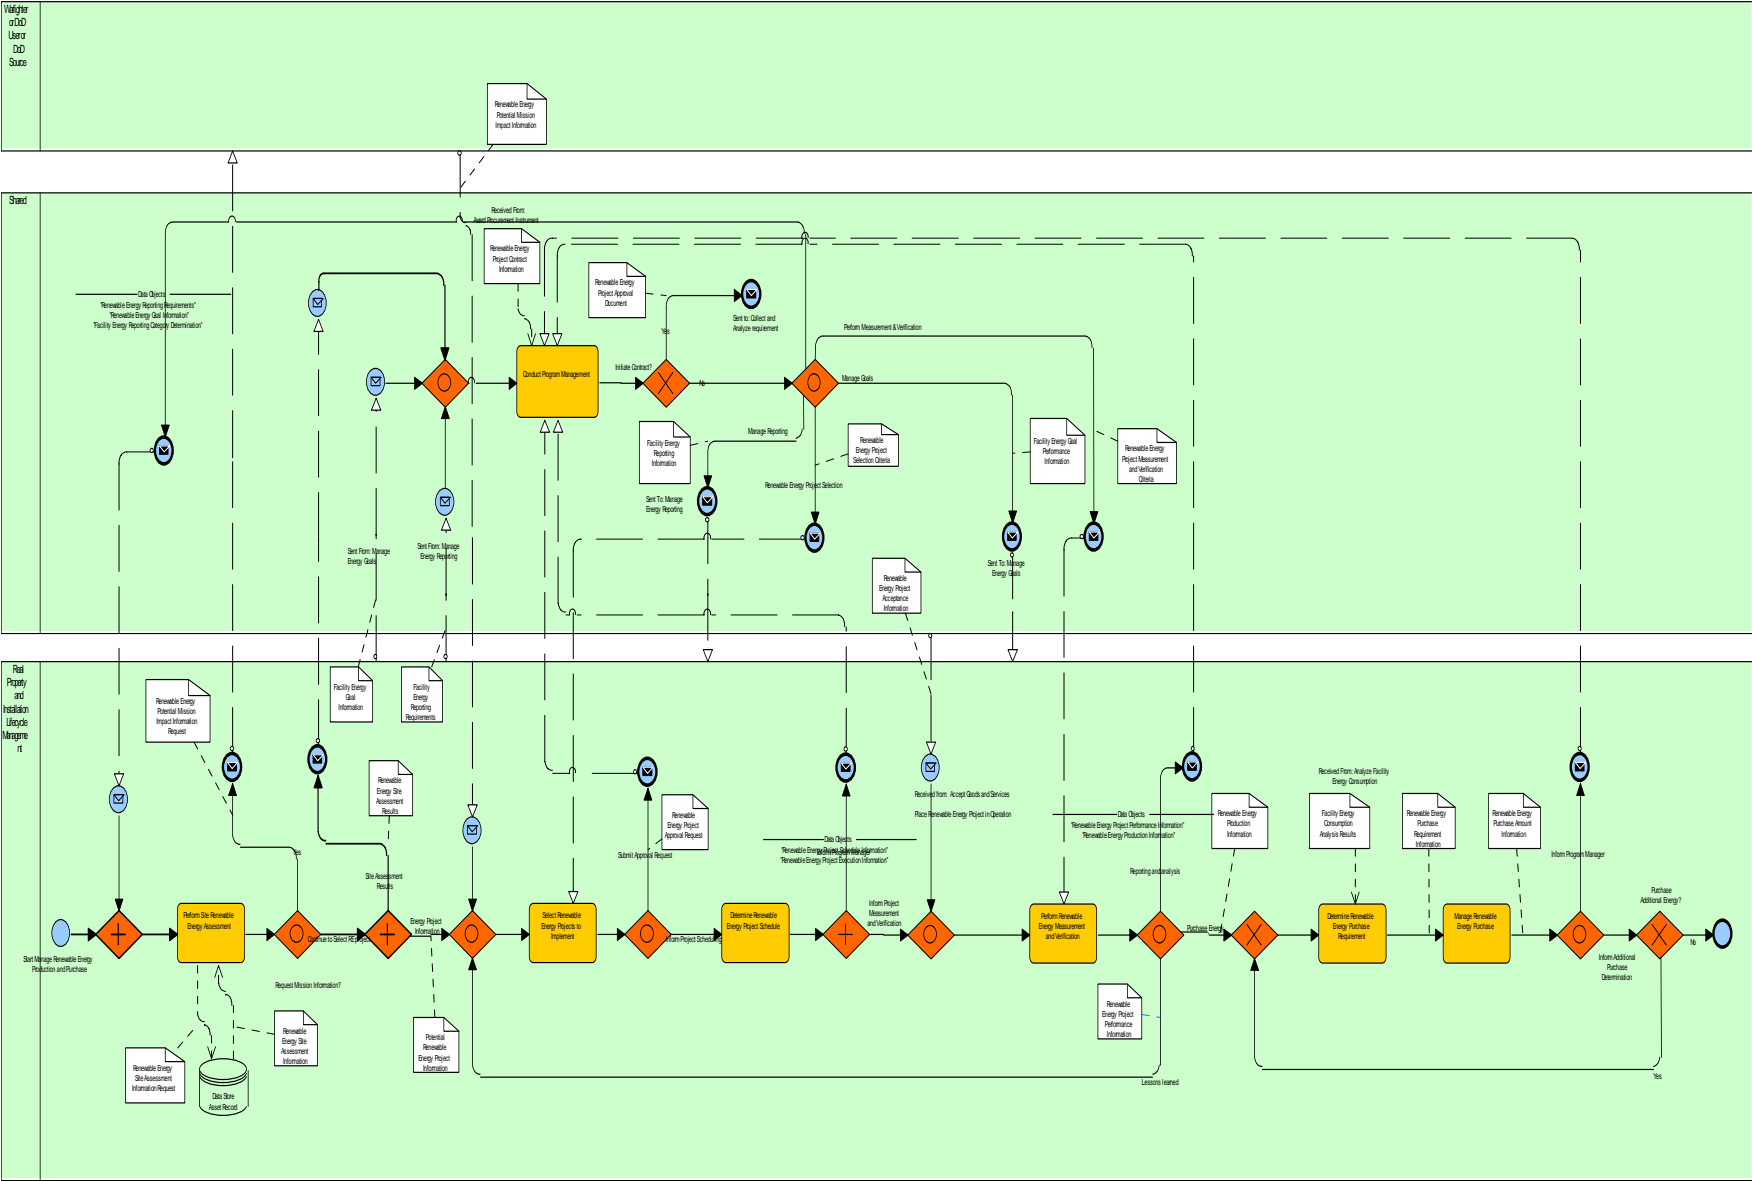 Warfighter
or DoD
User or
DoD
Source
Renewable Energy
Potential Mission
Impact Information
Shared
Received From:
Award Procurement Instrument
Renewable Energy
Project Contract
Information
Renewable Energy
Project Approval
Document
Data Objects
"Renewable Energy Reporting Requirements"
"Renewable Energy Goal Information"
"Facility Energy Reporting Category Determination"
Sent to: Collect and
Analyze requirement
Yes
Perform Measurement & Verification
Initiate Contract?
Conduct Program Management
No
Manage Goals
Manage Reporting
Facility Energy
Reporting
Information
Renewable
Energy Project
Selection Criteria
Facility Energy Goal
Performance
Information
Renewable Energy
Project Measurement
and Verification
Criteria
Renewable Energy Project Selection
Sent To: Manage
Energy Reporting
Sent From: Manage
Energy Goals
Sent From: Manage
Energy Reporting
Sent To: Manage
Energy Goals
Renewable
Energy Project
Acceptance
Information
Real
Property
and
Installation
Lifecycle
Manageme
nt
Renewable Energy
Potential Mission
Impact Information
Request
Facility Energy
Goal
Information
Facility
Energy
Reporting
Requirements
Renewable
Energy Site
Assessment
Results
Renewable
Energy Project
Approval Request
Submit Approval Request
Received from: Accept Goods and Services
Place Renewable Energy Project in Operation
Data Objects
"Renewable Energy Project Schedule Information"
"Renewable Energy Project Execution Information"
Data Objects
"Renewable Energy Project Performance Information"
"Renewable Energy Production Information"
Renewable Energy
Production
Information
Received From: Analyze Facility
Energy Consumption
Facility Energy
Consumption
Analysis Results
Renewable Energy
Purchase
Requirement
Information
Renewable Energy
Purchase Amount
Information
Inform Program Manager
Yes
Site Assessment
Results
Reporting and analysis
Purchase
Additional Energy?
Start Manage Renewable Energy
Production and Purchase
Perform Site Renewable
Energy Assessment
Continue to Select RE project
Energy Project
Information
Select Renewable
Energy Projects to
Implement
Inform Project Scheduling
Determine Renewable
Energy Project Schedule
Inform Project
Measurement
and Verification
Perform Renewable
Energy Measurement
and Verification
Purchase Energy
Determine Renewable
Energy Purchase
Requirement
Manage Renewable
Energy Purchase
Inform Additional
Purchase
Determination
No
Request Mission Information?
Renewable
Energy Site
Assessment
Information
Potential
Renewable
Energy Project
Information
Renewable
Energy Project
Performance
Information
Renewable Energy
Site Assessment
Information Request
Data Store
Asset Record
Lessons learned
Yes